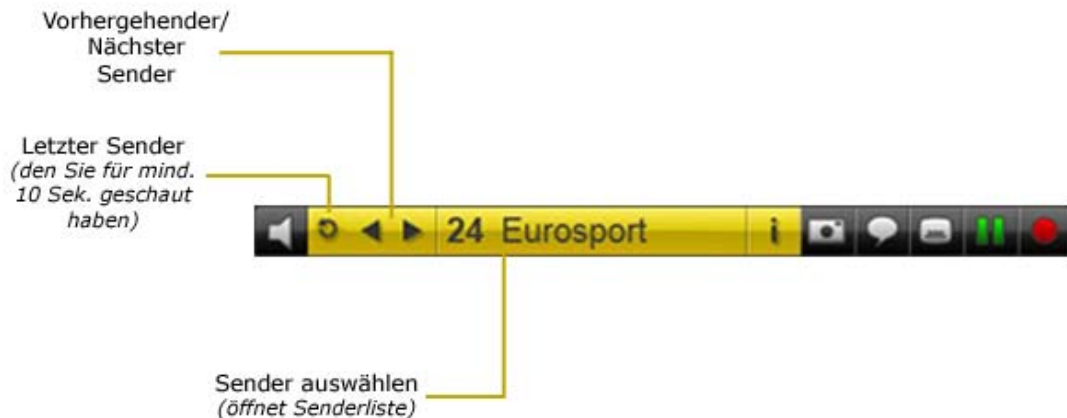 Vorhergehender/
Nächster
Sender
Letzter Sender
(den Sie für mind.
10 Sek. geschaut
haben)
24 Eurosport i
Sender auswählen
(öffnet Senderliste)